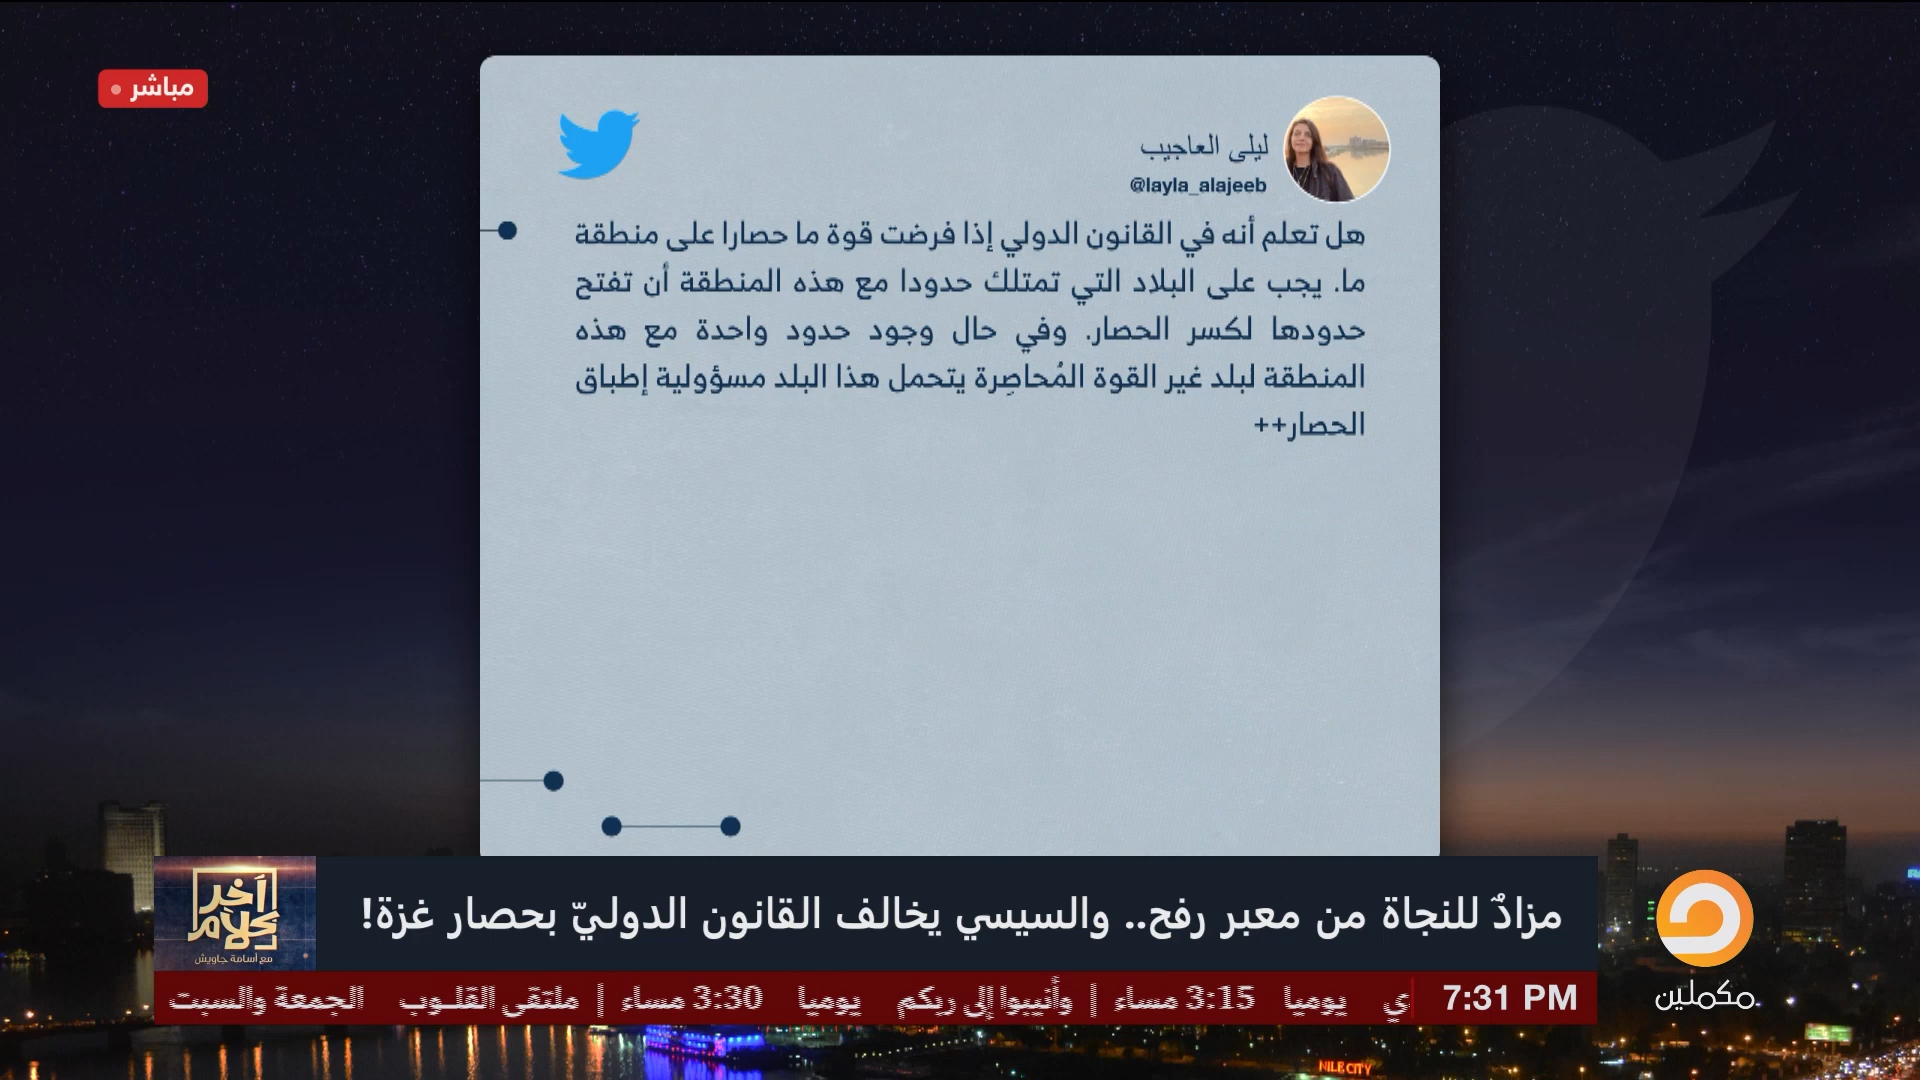 مباشر
ليلى العاجيب
@layla_alajeeb
هل تعلم أنه في القانون الدولي إذا فرضت قوة ما حصارا على منطقة
ما. يجب على البلاد التي تمتلك حدودا مع هذه المنطقة أن تفتح
حدودها لكسر الحصار. وفي حال وجود حدود واحدة مع هذه
المنطقة لبلد غير القوة المُحاصِرة يتحمل هذا البلد مسؤولية إطباق
الحصار++
مزادٌ للنجاة من معبر رفح.. والسيسي يخالف القانون الدوليّ بحصار غزة!
آخر
كلام
مع أسامة جاويش
7:31 PM
ي يوميا 3:15 مساء | وأنيبوا إلى ربكم يوميا 3:30 مساء | ملتقى القلوب الجمعة والسبت
مكملين
NILE CITY